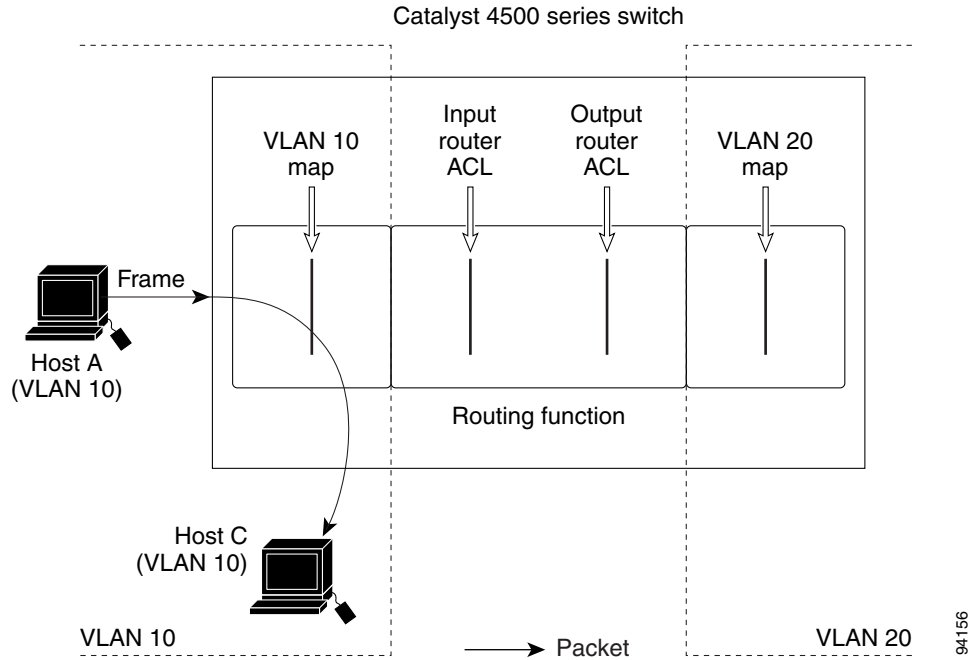 Catalyst 4500 series switch
VLAN 10
map
Input
router
ACL
Output
router
ACL
VLAN 20
map
Frame
Host A
(VLAN 10)
Routing function
Host C
(VLAN 10)
VLAN 10
Packet
VLAN 20
94156